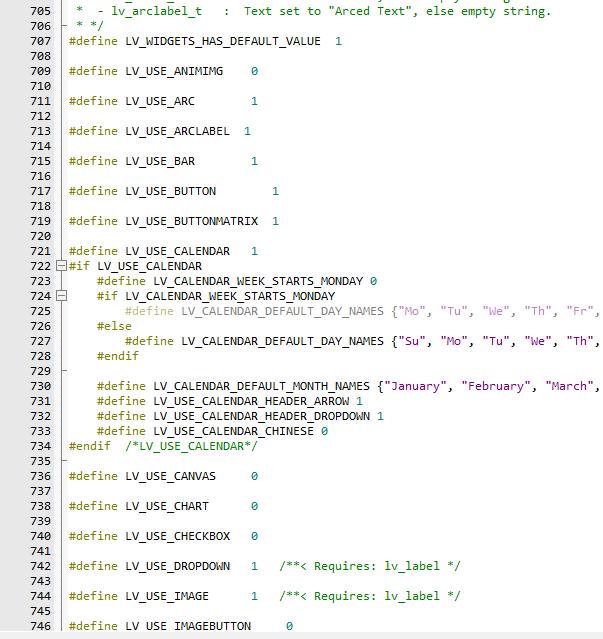 705 * - lv_arclabel_t : Text set to "Arced Text", else empty string.
706 * */
707 #define LV_WIDGETS_HAS_DEFAULT_VALUE 1
708
709 #define LV_USE_ANIMIMG 0
710
711 #define LV_USE_ARC 1
712
713 #define LV_USE_ARCLABEL 1
714
715 #define LV_USE_BAR 1
716
717 #define LV_USE_BUTTON 1
718
719 #define LV_USE_BUTTONMATRIX 1
720
721 #define LV_USE_CALENDAR 1
722 #if LV_USE_CALENDAR
723 #define LV_CALENDAR_WEEK_STARTS_MONDAY 0
724 #if LV_CALENDAR_WEEK_STARTS_MONDAY
725 #define LV_CALENDAR_DEFAULT_DAY_NAMES {"Mo", "Tu", "We", "Th", "Fr",
726 #else
727 #define LV_CALENDAR_DEFAULT_DAY_NAMES {"Su", "Mo", "Tu", "We", "Th",
728 #endif
729
730 #define LV_CALENDAR_DEFAULT_MONTH_NAMES {"January", "February", "March",
731 #define LV_USE_CALENDAR_HEADER_ARROW 1
732 #define LV_USE_CALENDAR_HEADER_DROPDOWN 1
733 #define LV_USE_CALENDAR_CHINESE 0
734 #endif /*LV_USE_CALENDAR*/
735
736 #define LV_USE_CANVAS 0
737
738 #define LV_USE_CHART 0
739
740 #define LV_USE_CHECKBOX 0
741
742 #define LV_USE_DROPDOWN 1 /**< Requires: lv_label */
743
744 #define LV_USE_IMAGE 1 /**< Requires: lv_label */
745
746 #define LV_USE_IMAGEBUTTON 0